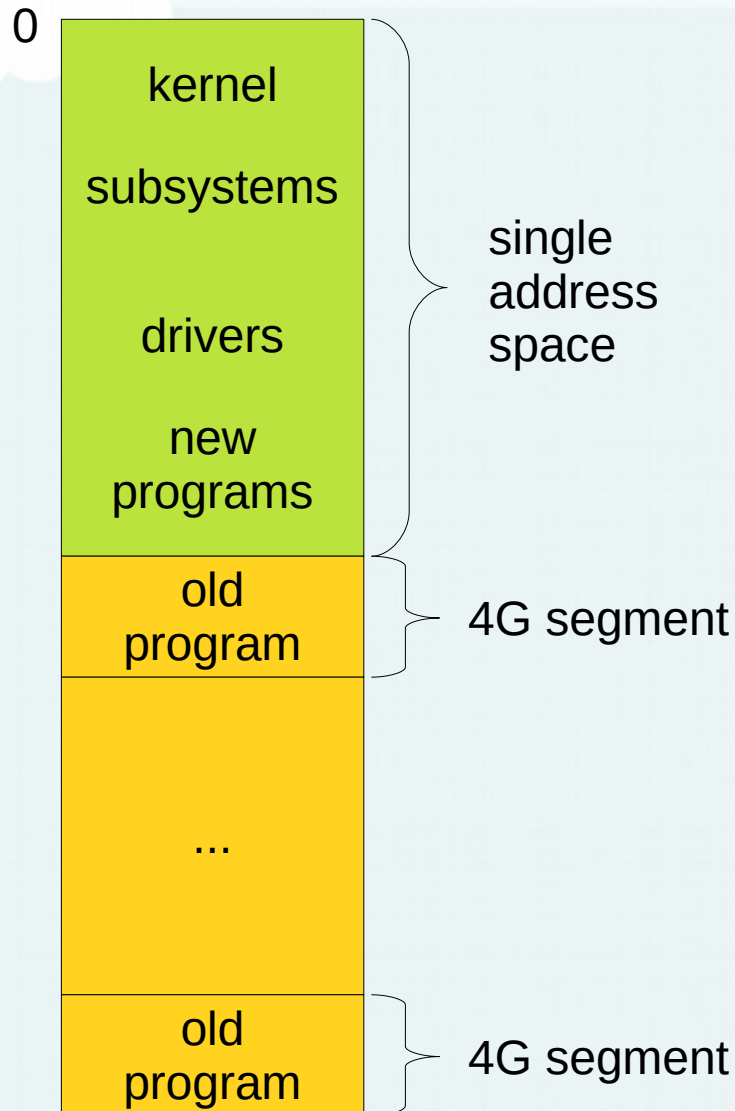 0
kernel
subsystems
drivers
new
programs
single
address
space
old
program
4G segment
...
old
program
4G segment